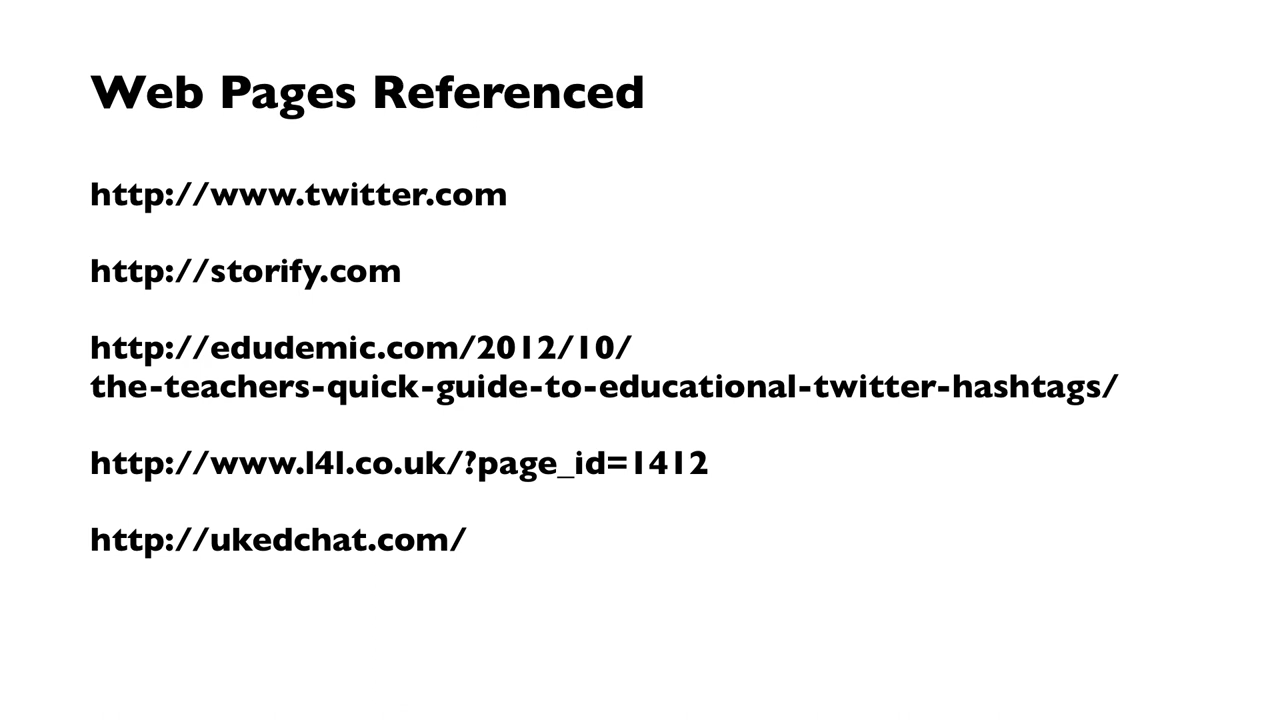 Web Pages Referenced
http://www.twitter.com
http://storify.com
http://edudemic.com/2012/10/
the-teachers-quick-guide-to-educational-twitter-hashtags/
http://www.l4l.co.uk/?page_id=1412
http://ukedchat.com/